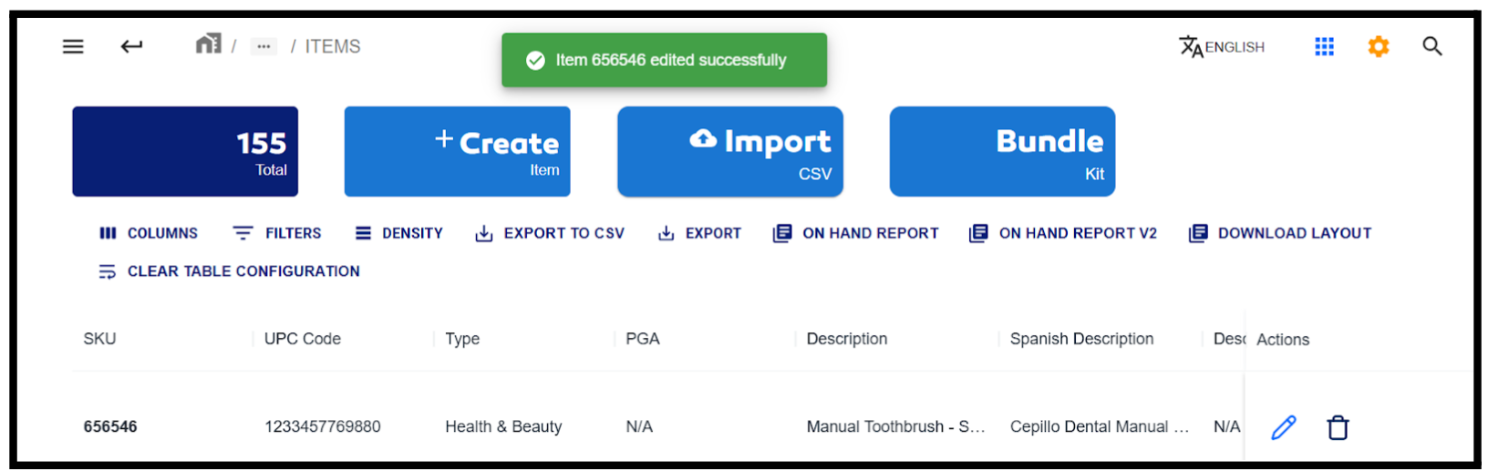 / ... / ITEMS
Item 656546 edited successfully
ENGLISH
155
Total
+ Create
Item
Import
CSV
Bundle
Kit
COLUMNS FILTERS DENSITY EXPORT TO CSV EXPORT ON HAND REPORT ON HAND REPORT V2 DOWNLOAD LAYOUT
CLEAR TABLE CONFIGURATION
SKU UPC Code Type PGA Description Spanish Description Desc Actions
656546 1233457769880 Health & Beauty N/A Manual Toothbrush - S... Cepillo Dental Manual ... N/A